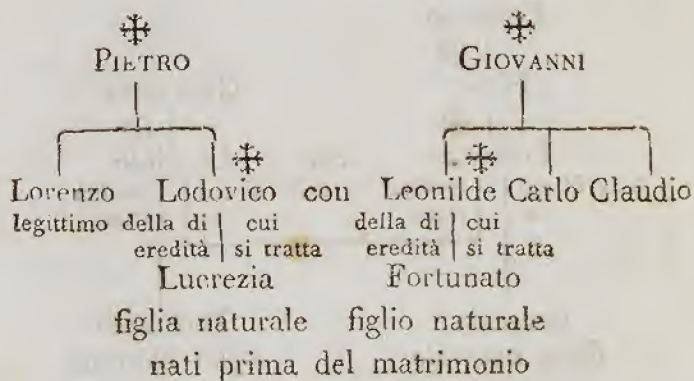 PIETRO GIOVANNI
Lorenzo Lodovico con Leonilde Carlo Claudio
legittimo della di cui della di cui
eredità si tratta eredità si tratta
Lucrezia Fortunato
figlia naturale figlio naturale
nati prima del matrimonio